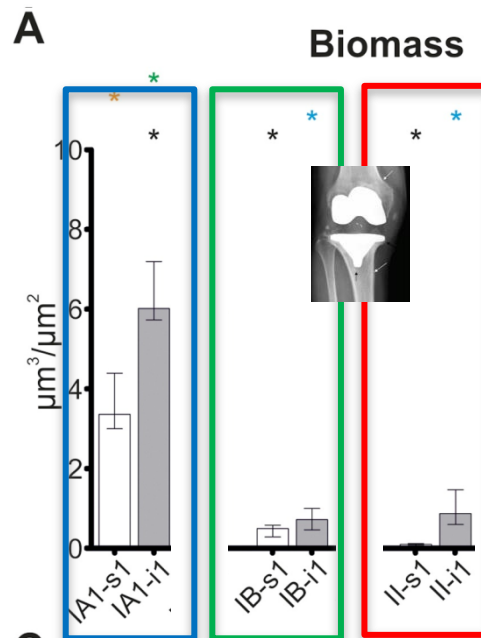 A
Biomass
* * * * * *
* * * *
10
8
6
4
2
0
µm³/µm²
IA1-s1 IA1-i1 IB-s1 IB-i1 II-s1 II-i1